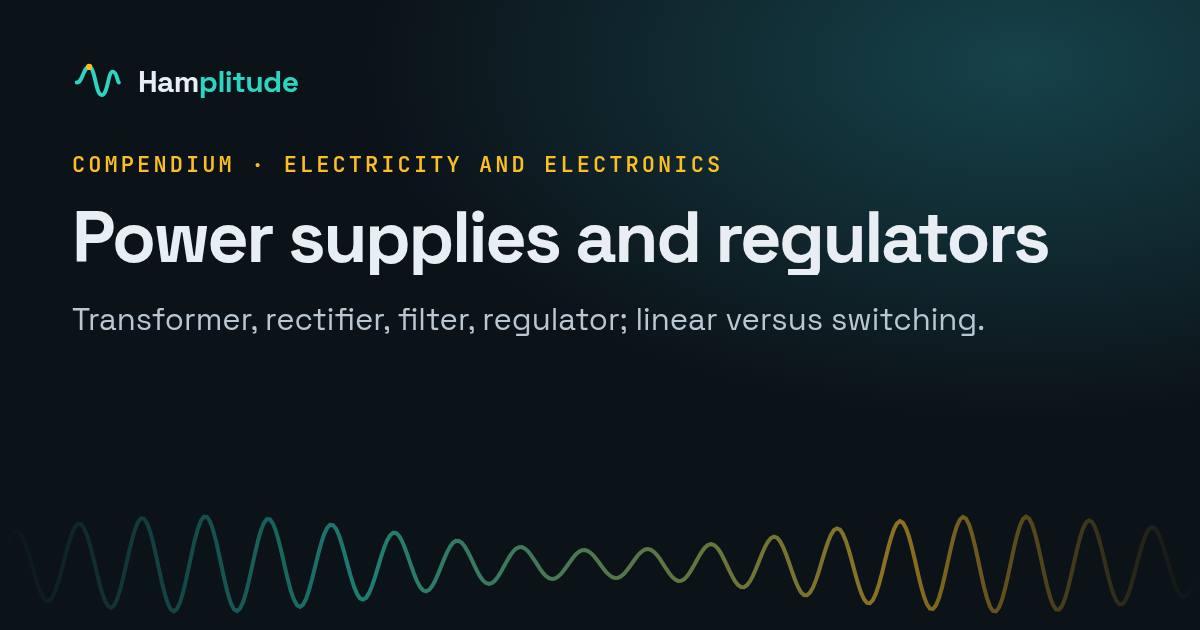 Hamplitude
COMPENDIUM · ELECTRICITY AND ELECTRONICS
Power supplies and regulators
Transformer, rectifier, filter, regulator; linear versus switching.